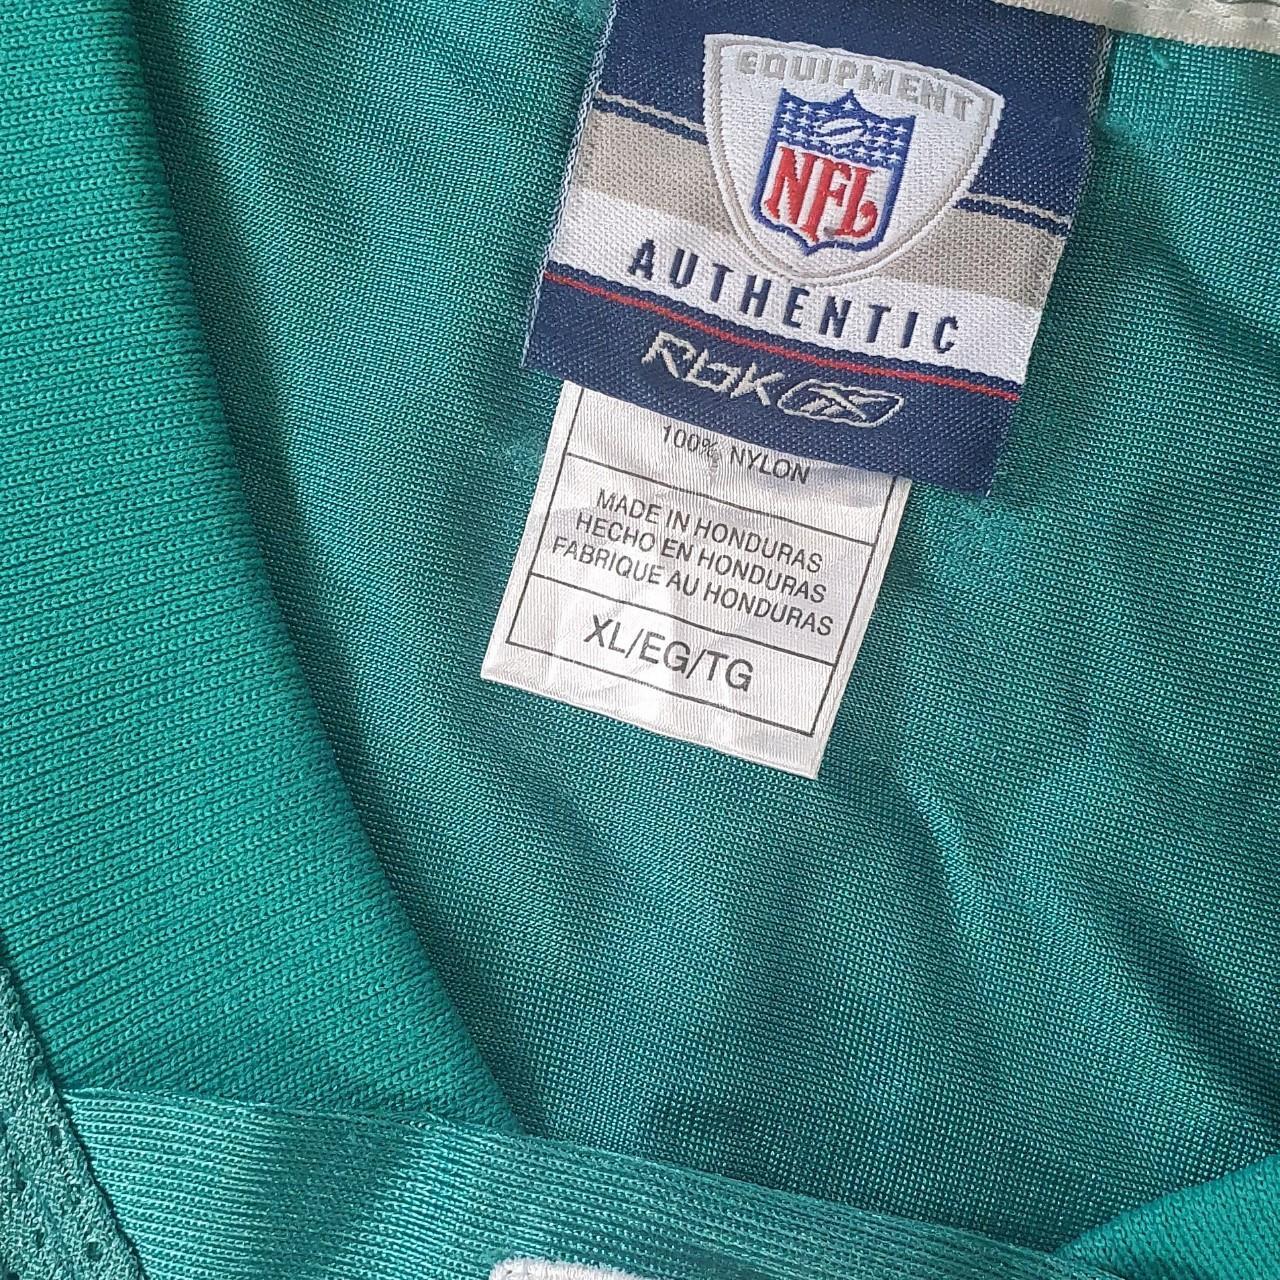 EQUIPMENT
NFL
AUTHENTIC
Rbk
100% NYLON
MADE IN HONDURAS
HECHO EN HONDURAS
FABRIQUE AU HONDURAS
XL/EG/TG